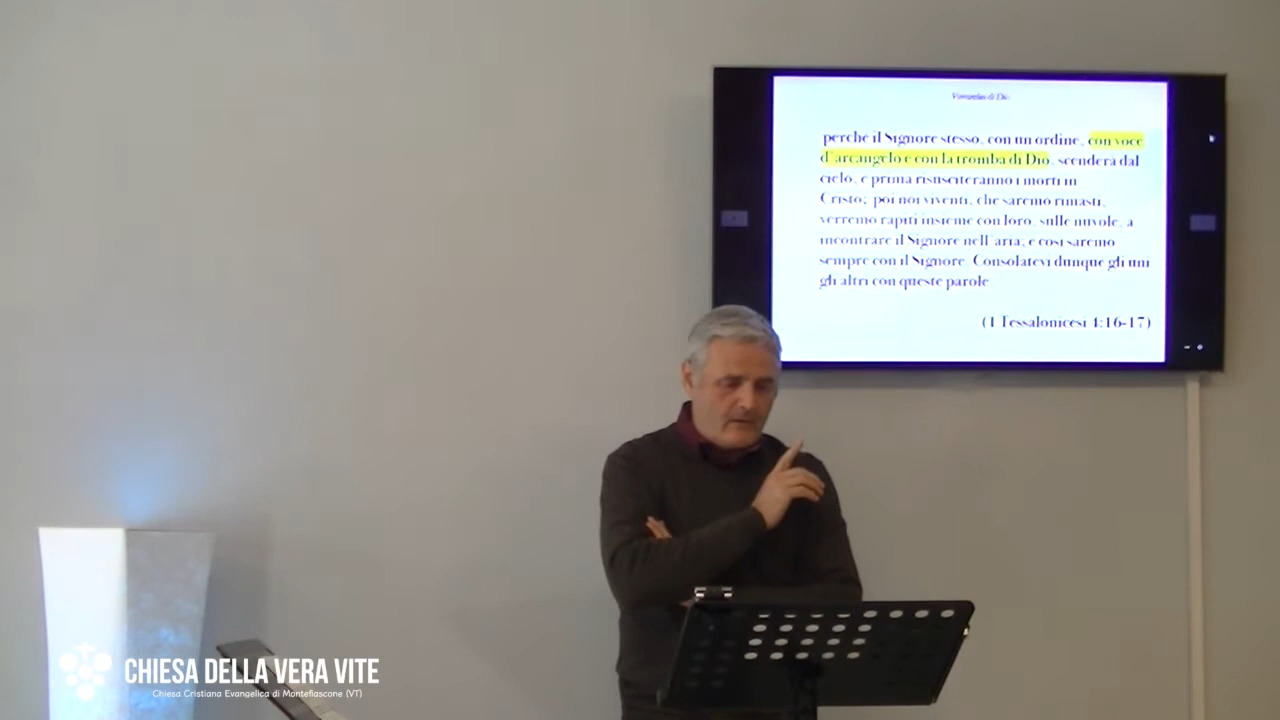 perché il Signore stesso, con un ordine, con voce
d'arcangelo e con la tromba di Dio, scenderà dal
cielo, e prima risusciteranno i morti in
Cristo; poi noi viventi, che saremo rimasti,
verremo rapiti insieme con loro, sulle nuvole, a
incontrare il Signore nell'aria; e così saremo
sempre con il Signore. Consolatevi dunque gli uni
gli altri con queste parole
(1 Tessalonicesi 4:16-17)
CHIESA DELLA VERA VITE
Chiesa Cristiana Evangelica di Montefiascone (VT)